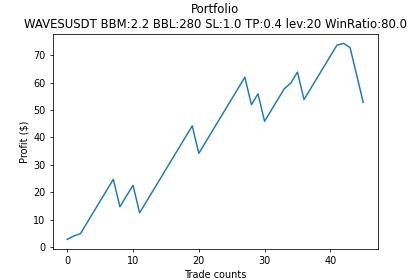 Portfolio
WAVESUSDT BBM:2.2 BBL:280 SL:1.0 TP:0.4 lev:20 WinRatio:80.0
70
60
50
40
30
20
10
0
Profit ($)
0 10 20 30 40
Trade counts